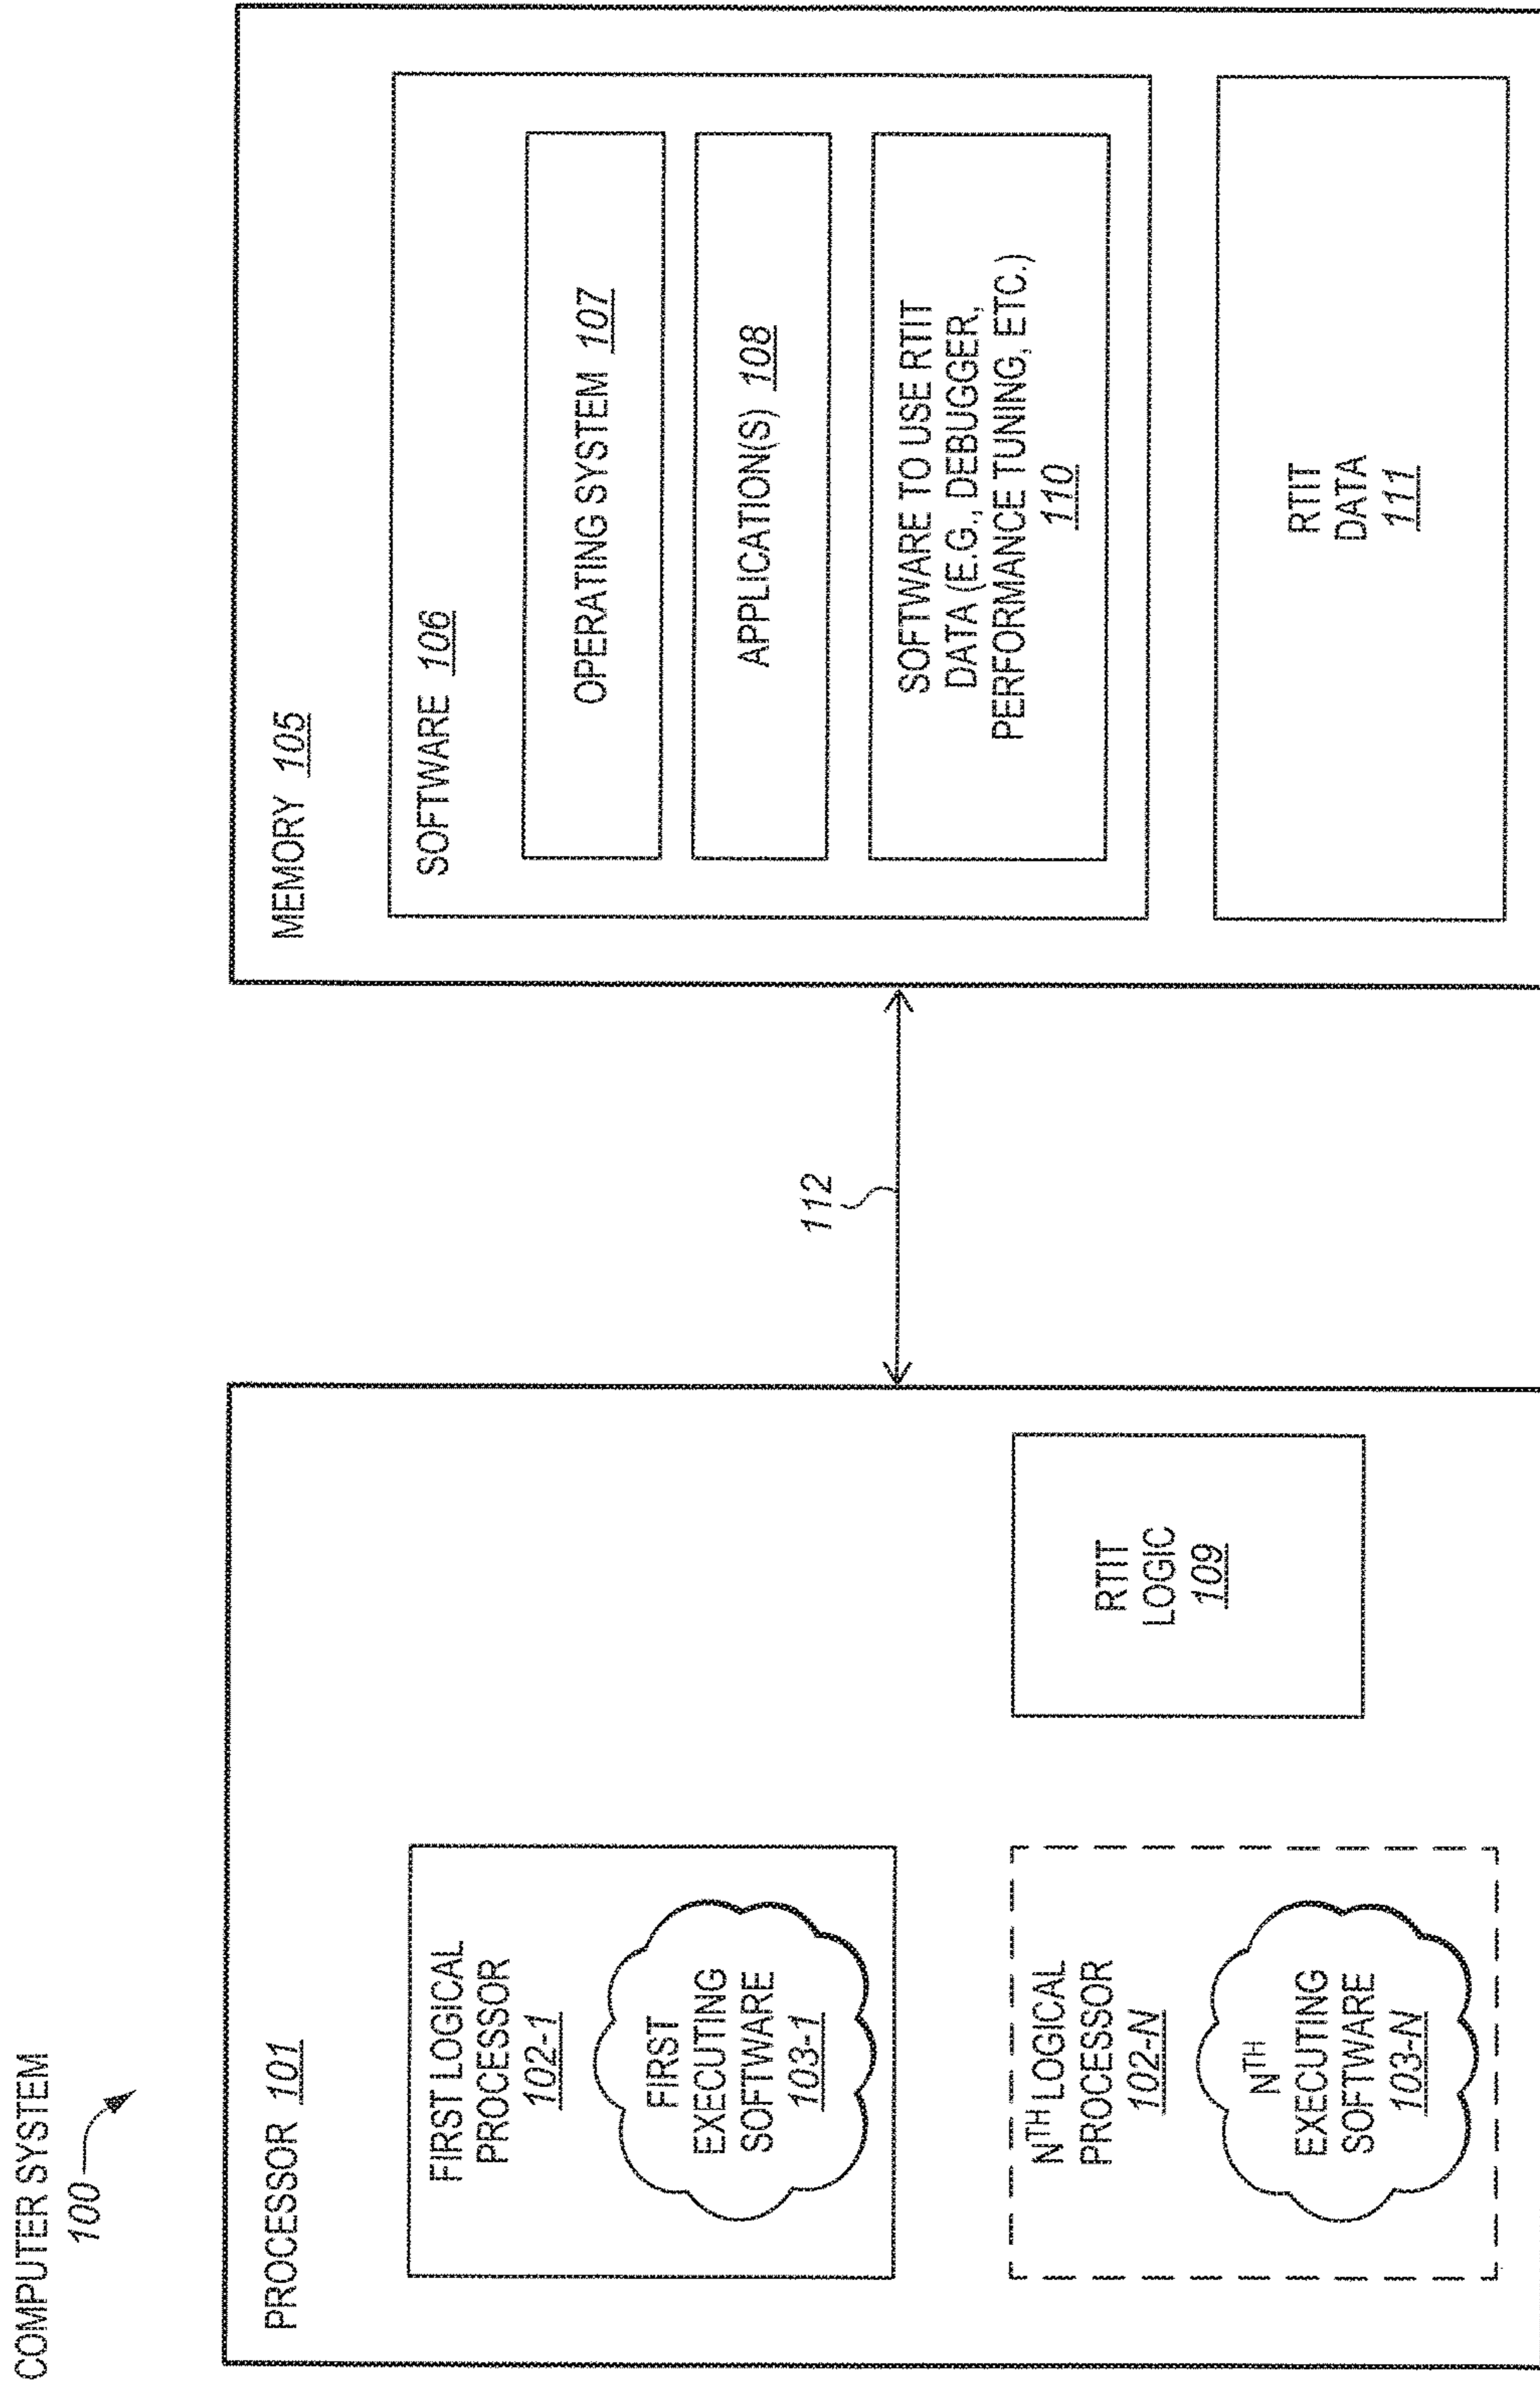 COMPUTER SYSTEM
100
PROCESSOR 101
FIRST LOGICAL
PROCESSOR
102-1
FIRST
EXECUTING
SOFTWARE
103-1
NTH LOGICAL
PROCESSOR
102-N
NTH
EXECUTING
SOFTWARE
103-N
RTIT
LOGIC
109
112
MEMORY 105
SOFTWARE 106
OPERATING SYSTEM 107
APPLICATION(S) 108
SOFTWARE TO USE RTIT
DATA (E.G., DEBUGGER,
PERFORMANCE TUNING, ETC.)
110
RTIT
DATA
111